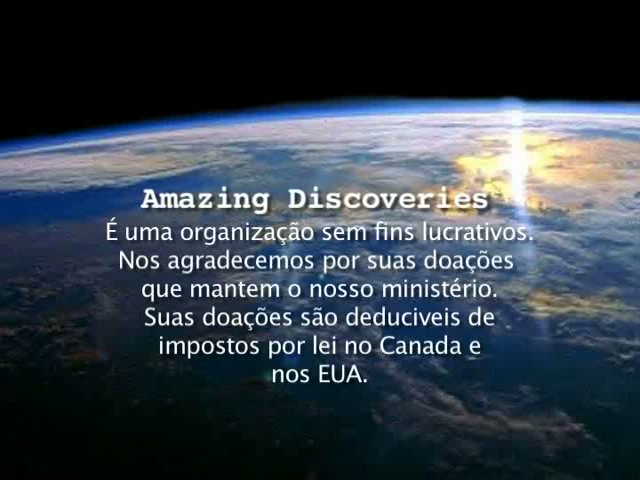 Amazing Discoveries
É uma organização sem fins lucrativos.
Nos agradecemos por suas doações
que mantem o nosso ministério.
Suas doações são deduciveis de
impostos por lei no Canada e
nos EUA.